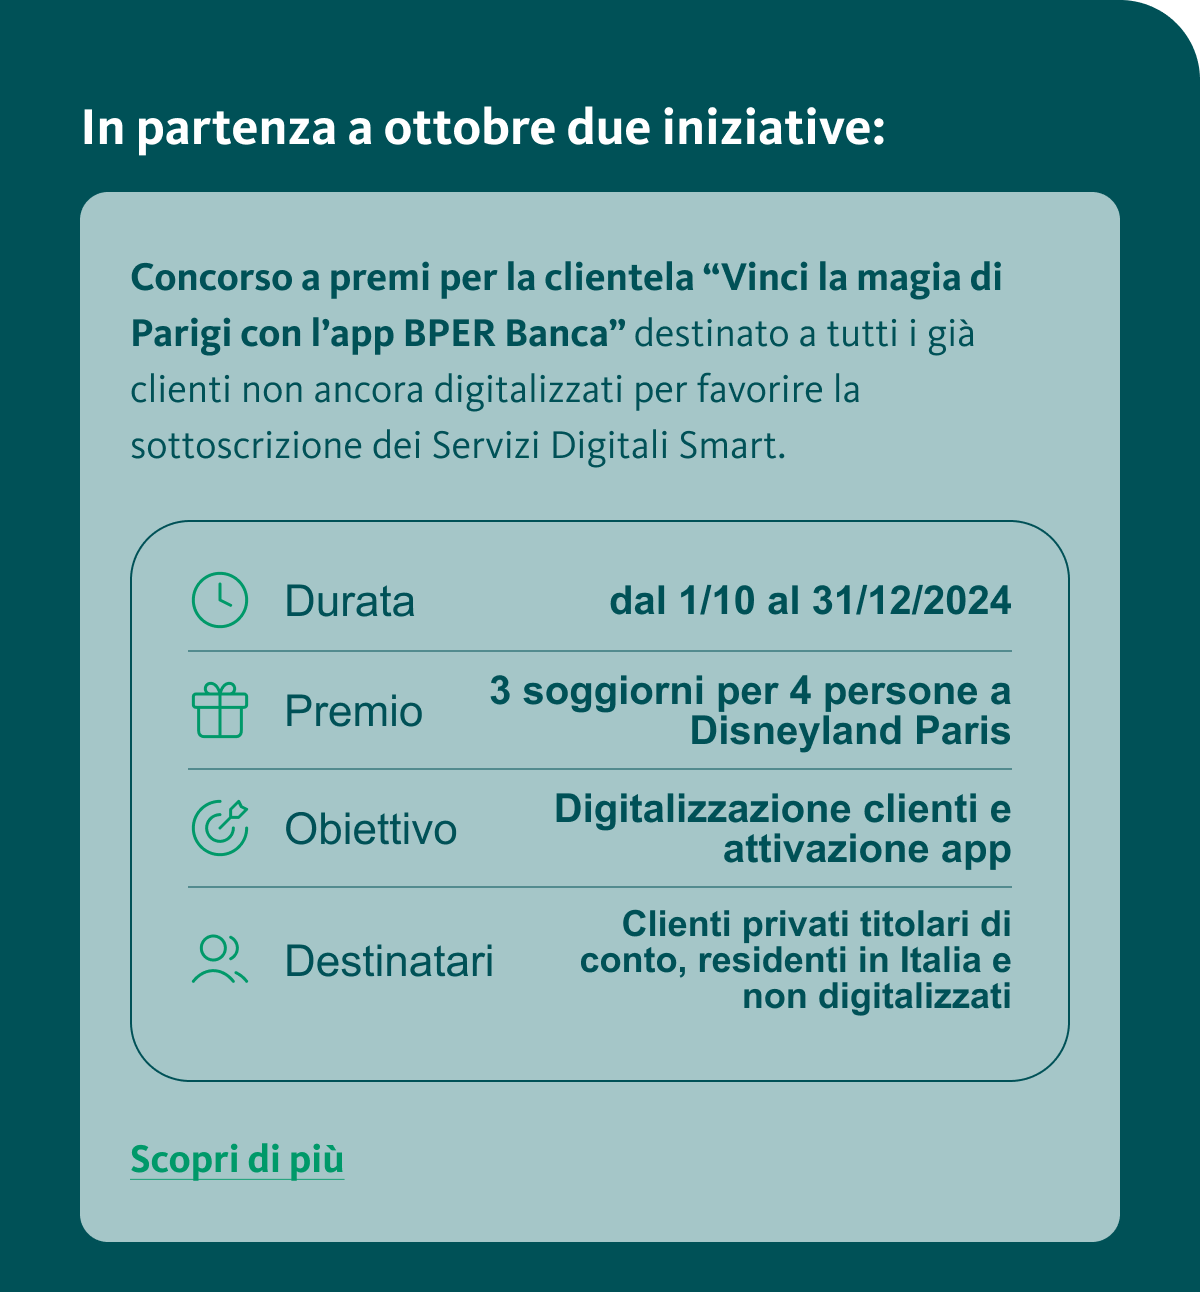 In partenza a ottobre due iniziative:
Concorso a premi per la clientela “Vinci la magia di
Parigi con l’app BPER Banca” destinato a tutti i già
clienti non ancora digitalizzati per favorire la
sottoscrizione dei Servizi Digitali Smart.
Durata dal 1/10 al 31/12/2024
Premio 3 soggiorni per 4 persone a
Disneyland Paris
Obiettivo Digitalizzazione clienti e
attivazione app
Destinatari Clienti privati titolari di
conto, residenti in Italia e
non digitalizzati
Scopri di più